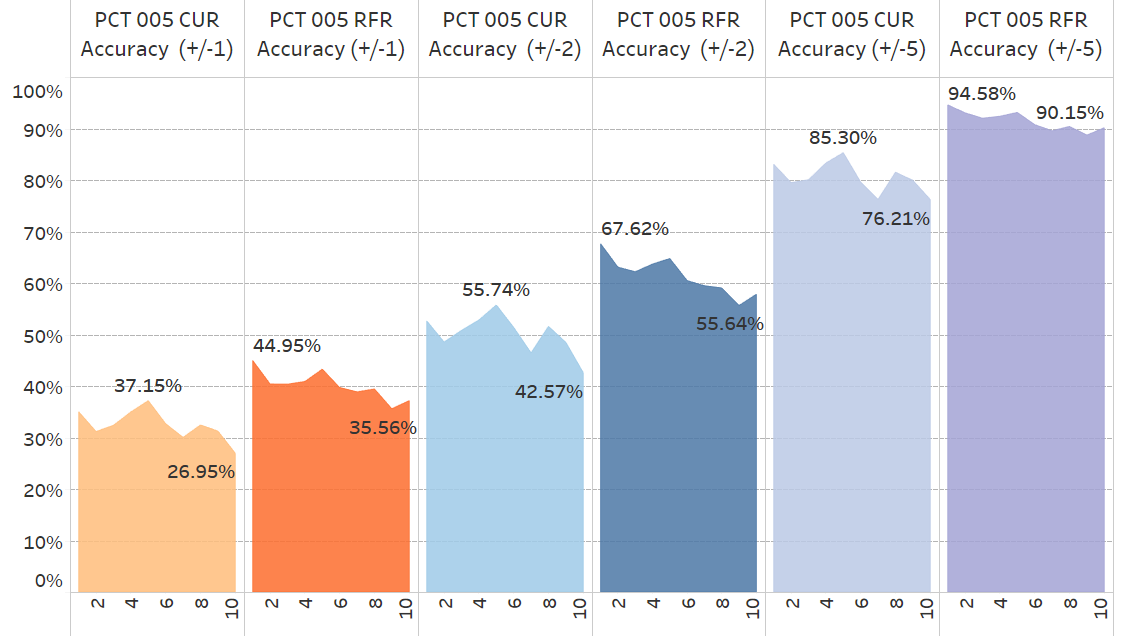 PCT 005 CUR
Accuracy (+/-1)
PCT 005 RFR
Accuracy (+/-1)
PCT 005 CUR
Accuracy (+/-2)
PCT 005 RFR
Accuracy (+/-2)
PCT 005 CUR
Accuracy (+/-5)
PCT 005 RFR
Accuracy (+/-5)
100%
90%
80%
70%
60%
50%
40%
30%
20%
10%
0%
37.15%
26.95%
44.95%
35.56%
55.74%
42.57%
67.62%
55.64%
85.30%
76.21%
94.58%
90.15%
2 4 6 8 10
2 4 6 8 10
2 4 6 8 10
2 4 6 8 10
2 4 6 8 10
2 4 6 8 10